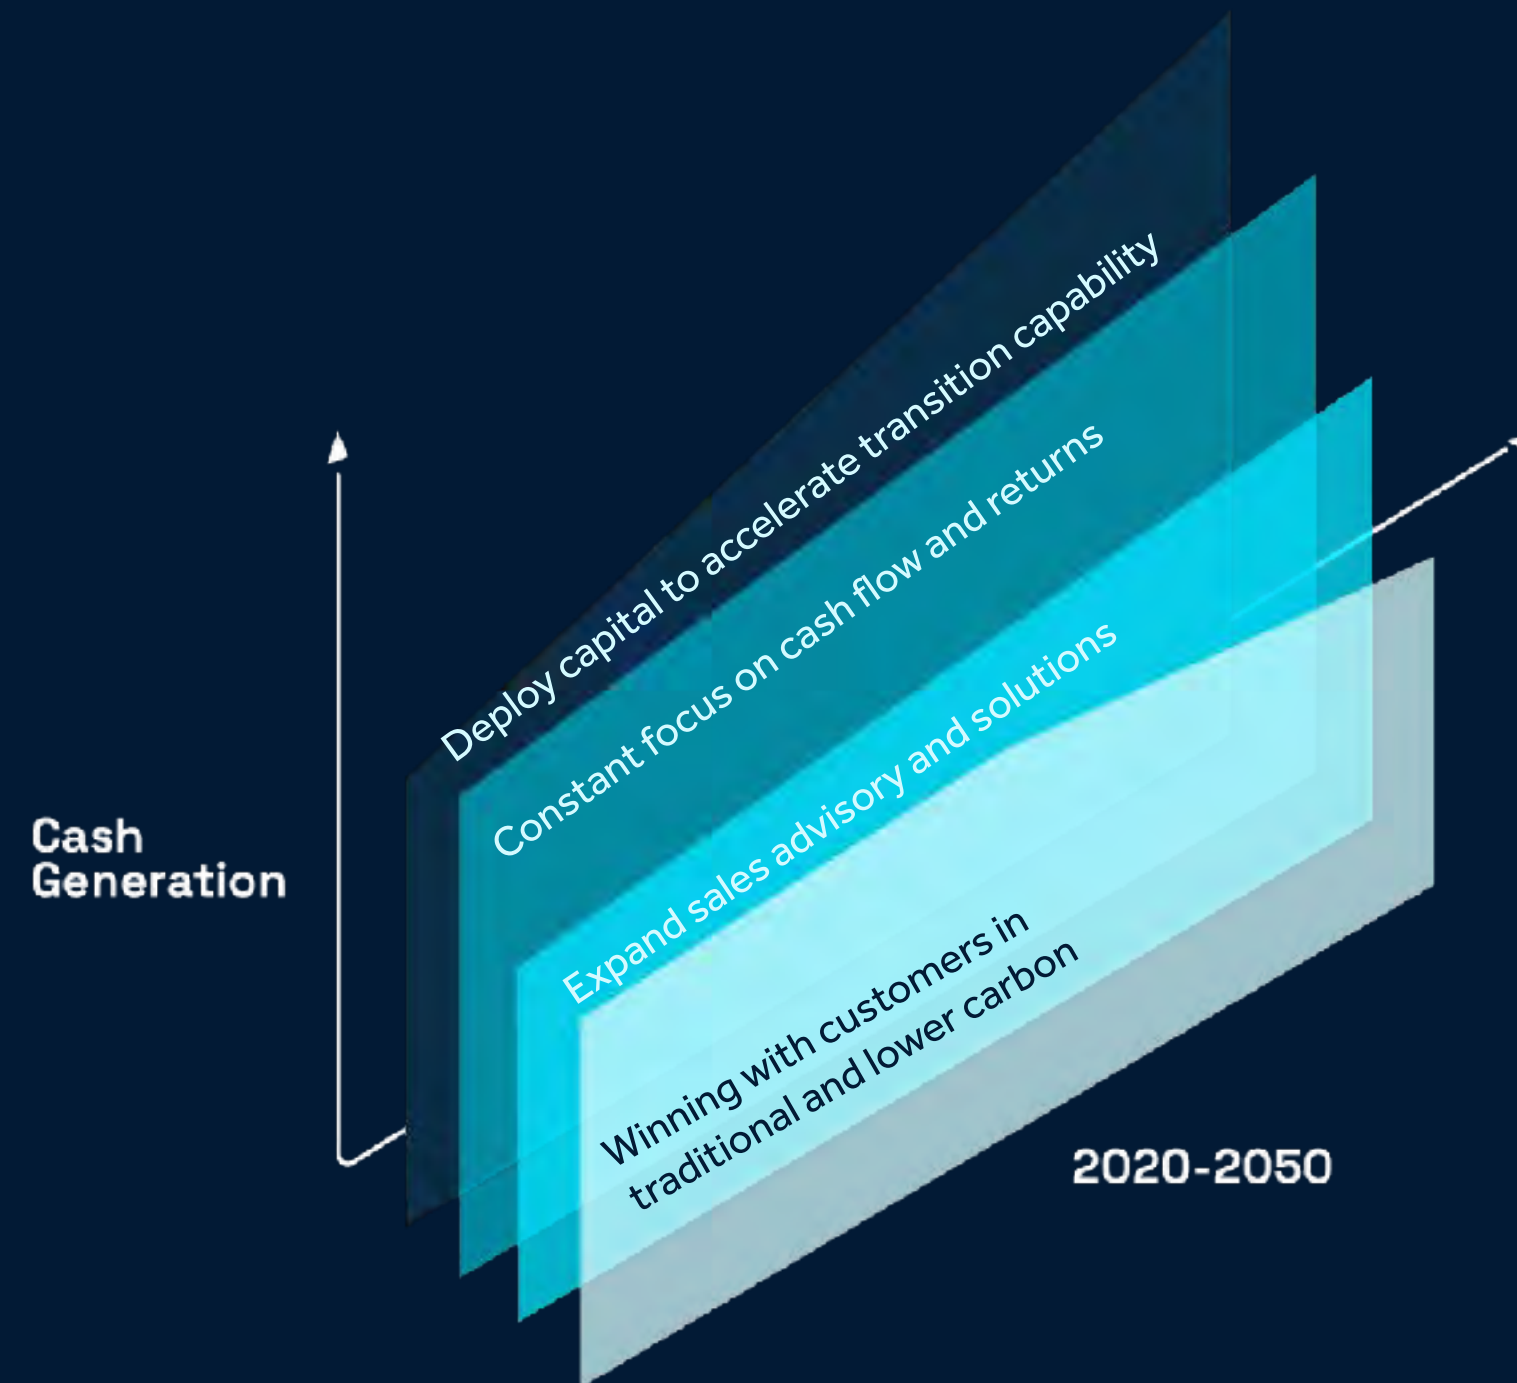 Deploy capital to accelerate transition capability
Constant focus on cash flow and returns
Expand sales advisory and solutions
Winning with customers in
traditional and lower carbon
Cash
Generation
2020-2050